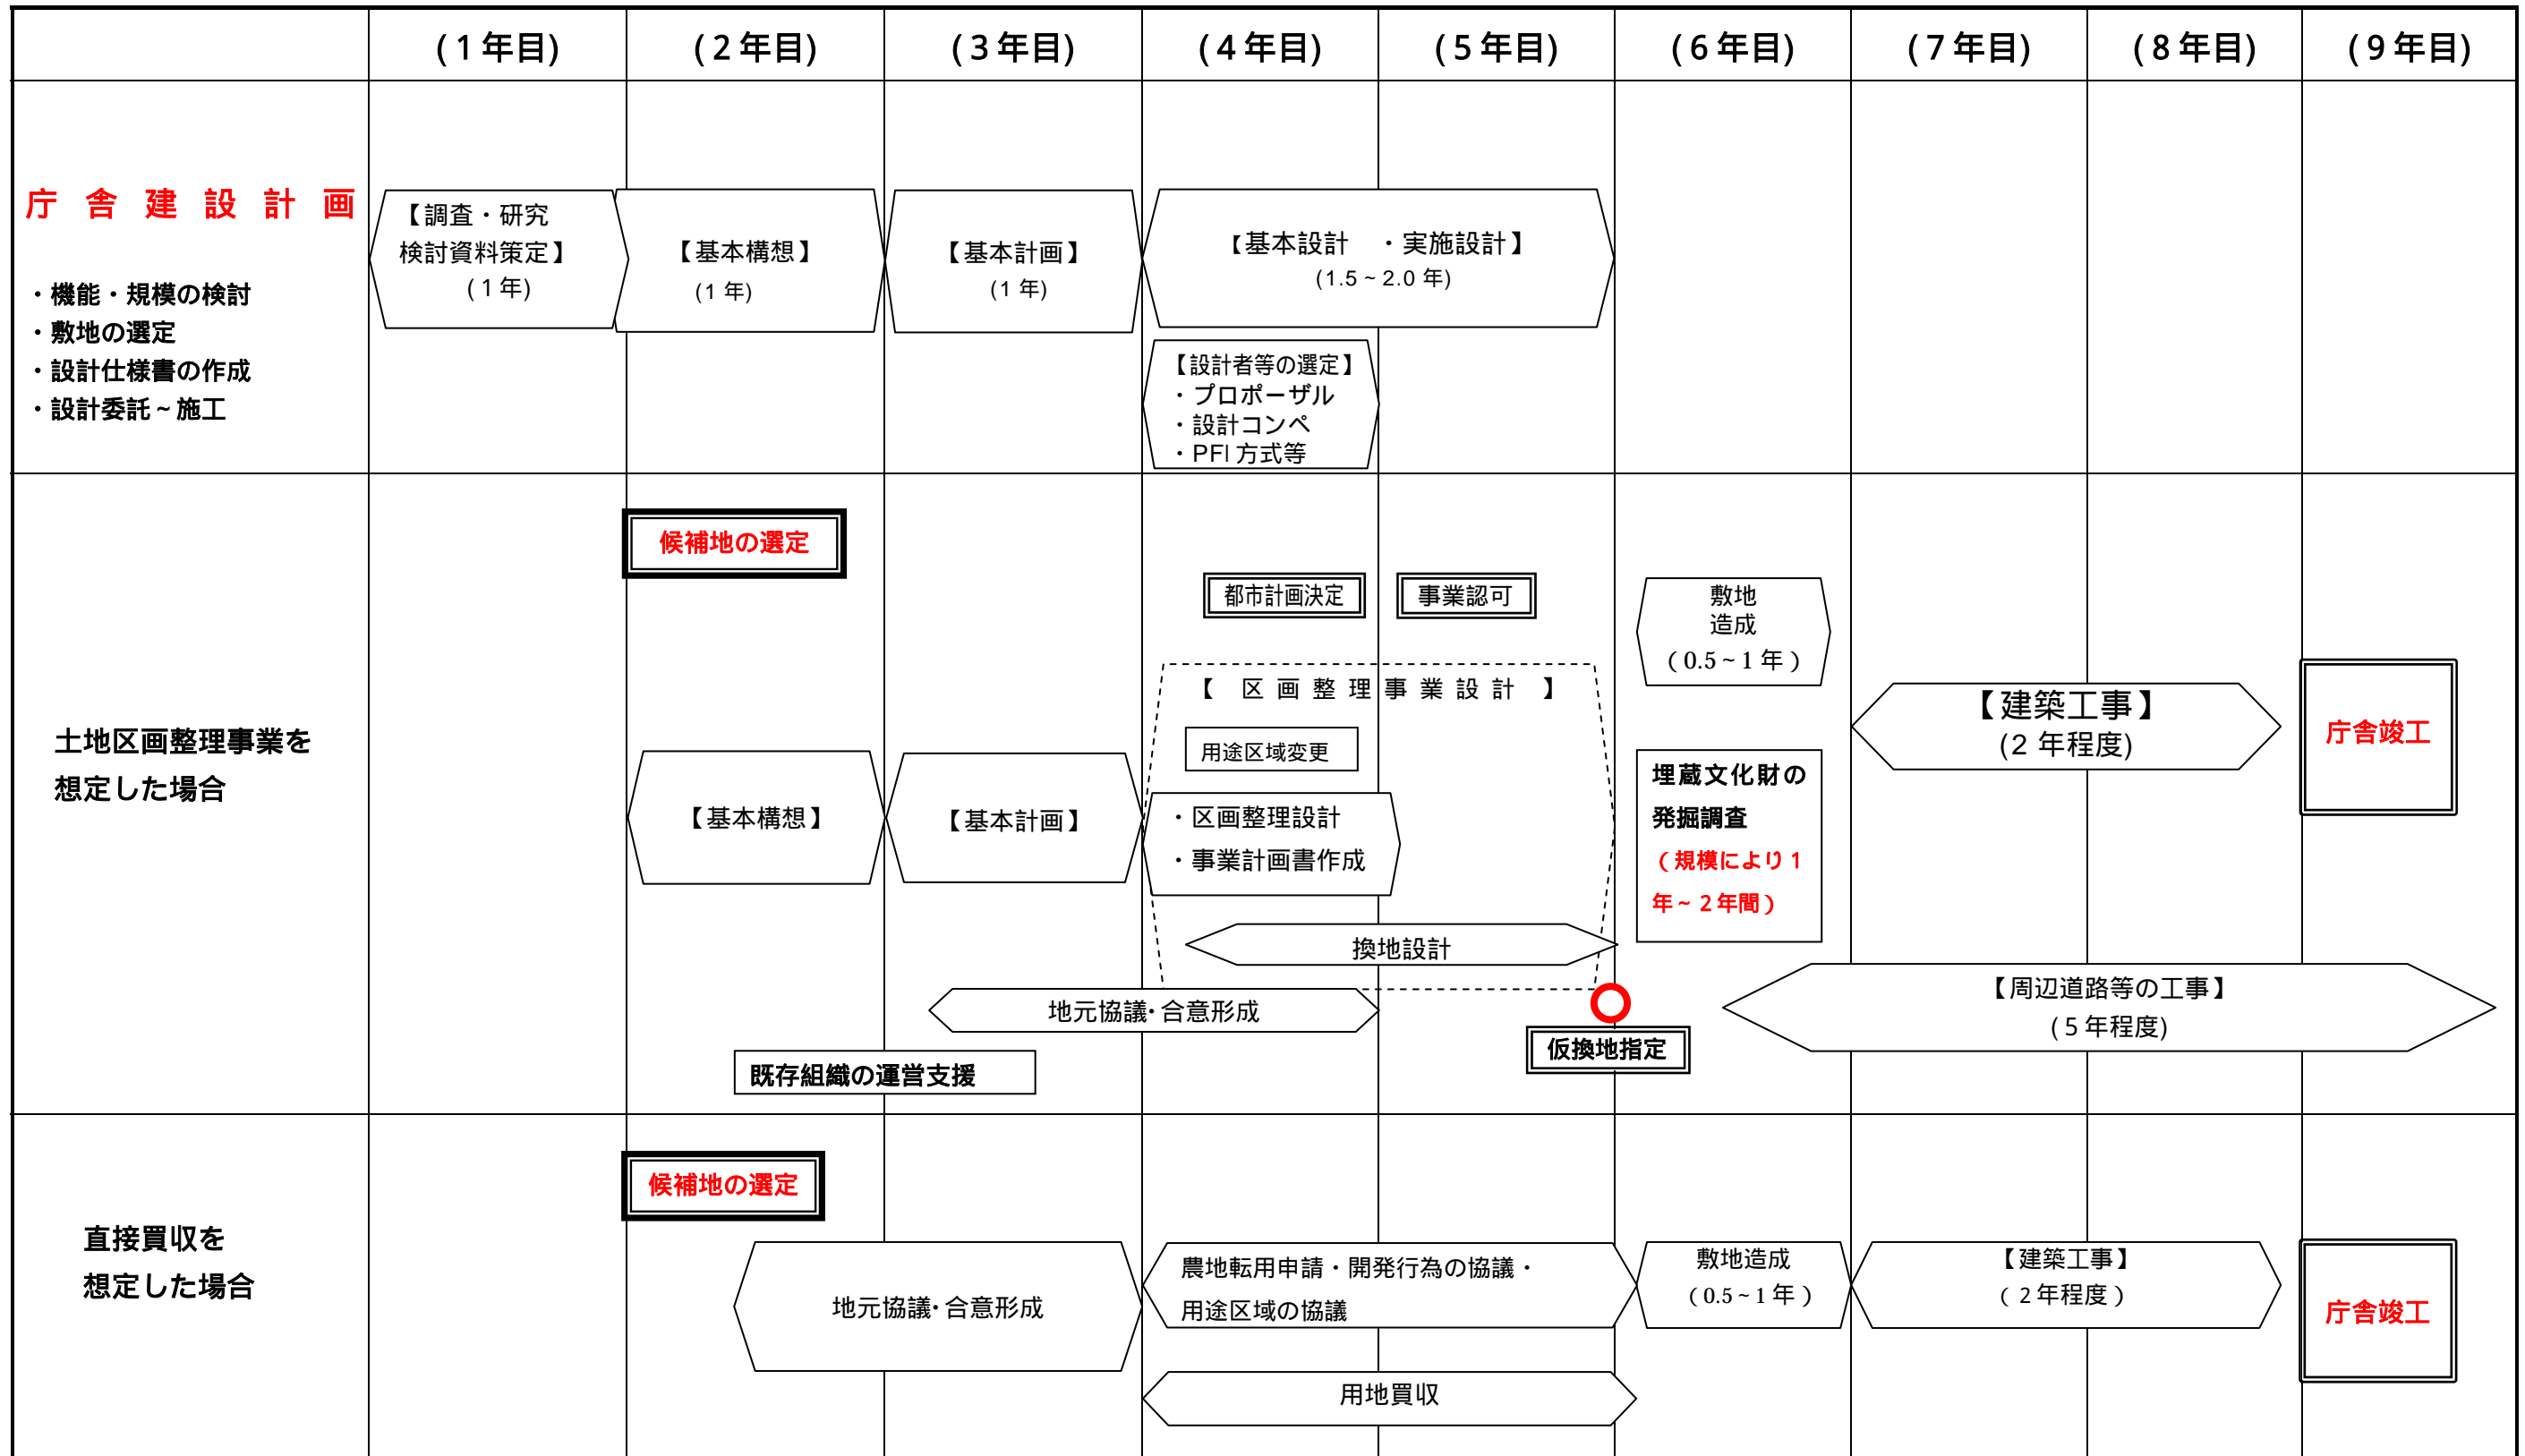 (1年目) (2年目) (3年目) (4年目) (5年目) (6年目) (7年目) (8年目) (9年目)
庁舎建設計画
・機能・規模の検討
・敷地の選定
・設計仕様書の作成
・設計委託~施工
【調査・研究
検討資料策定】
(1年)
【基本構想】
(1年)
【基本計画】
(1年)
【基本設計 ・実施設計】
(1.5~2.0年)
【設計者等の選定】
・プロポーザル
・設計コンペ
・PFI方式等
土地区画整理事業を
想定した場合
候補地の選定
都市計画決定
事業認可
【基本構想】
【基本計画】
【 区画整理事業設計 】
用途区域変更
・区画整理設計
・事業計画書作成
換地設計
地元協議・合意形成
既存組織の運営支援
仮換地指定
敷地
造成
(0.5~1年)
埋蔵文化財の
発掘調査
(規模により1
年~2年間)
【建築工事】
(2年程度)
【周辺道路等の工事】
(5年程度)
庁舎竣工
直接買収を
想定した場合
候補地の選定
地元協議・合意形成
農地転用申請・開発行為の協議・
用途区域の協議
用地買収
敷地造成
(0.5~1年)
【建築工事】
(2年程度)
庁舎竣工